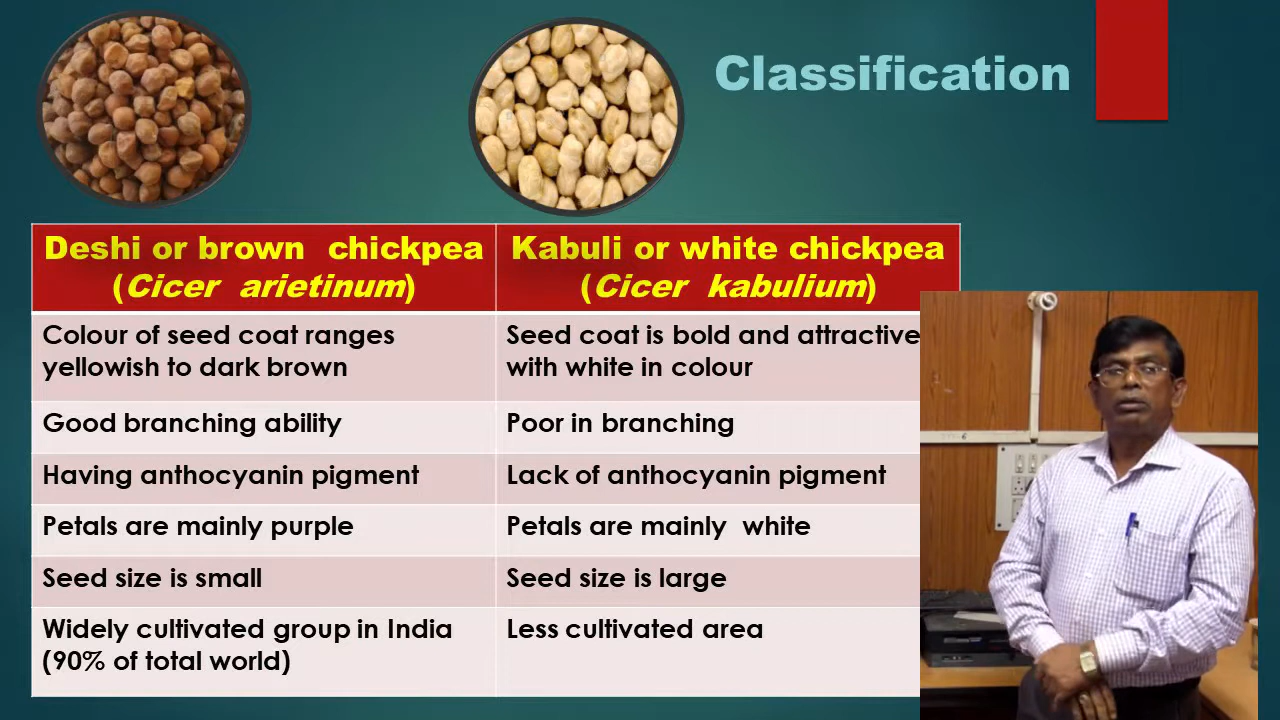 Classification
Deshi or brown chickpea
(Cicer arietinum)
Kabuli or white chickpea
(Cicer kabulium)
Colour of seed coat ranges
yellowish to dark brown
Seed coat is bold and attractive
with white in colour
Good branching ability
Poor in branching
Having anthocyanin pigment
Lack of anthocyanin pigment
Petals are mainly purple
Petals are mainly white
Seed size is small
Seed size is large
Widely cultivated group in India
(90% of total world)
Less cultivated area